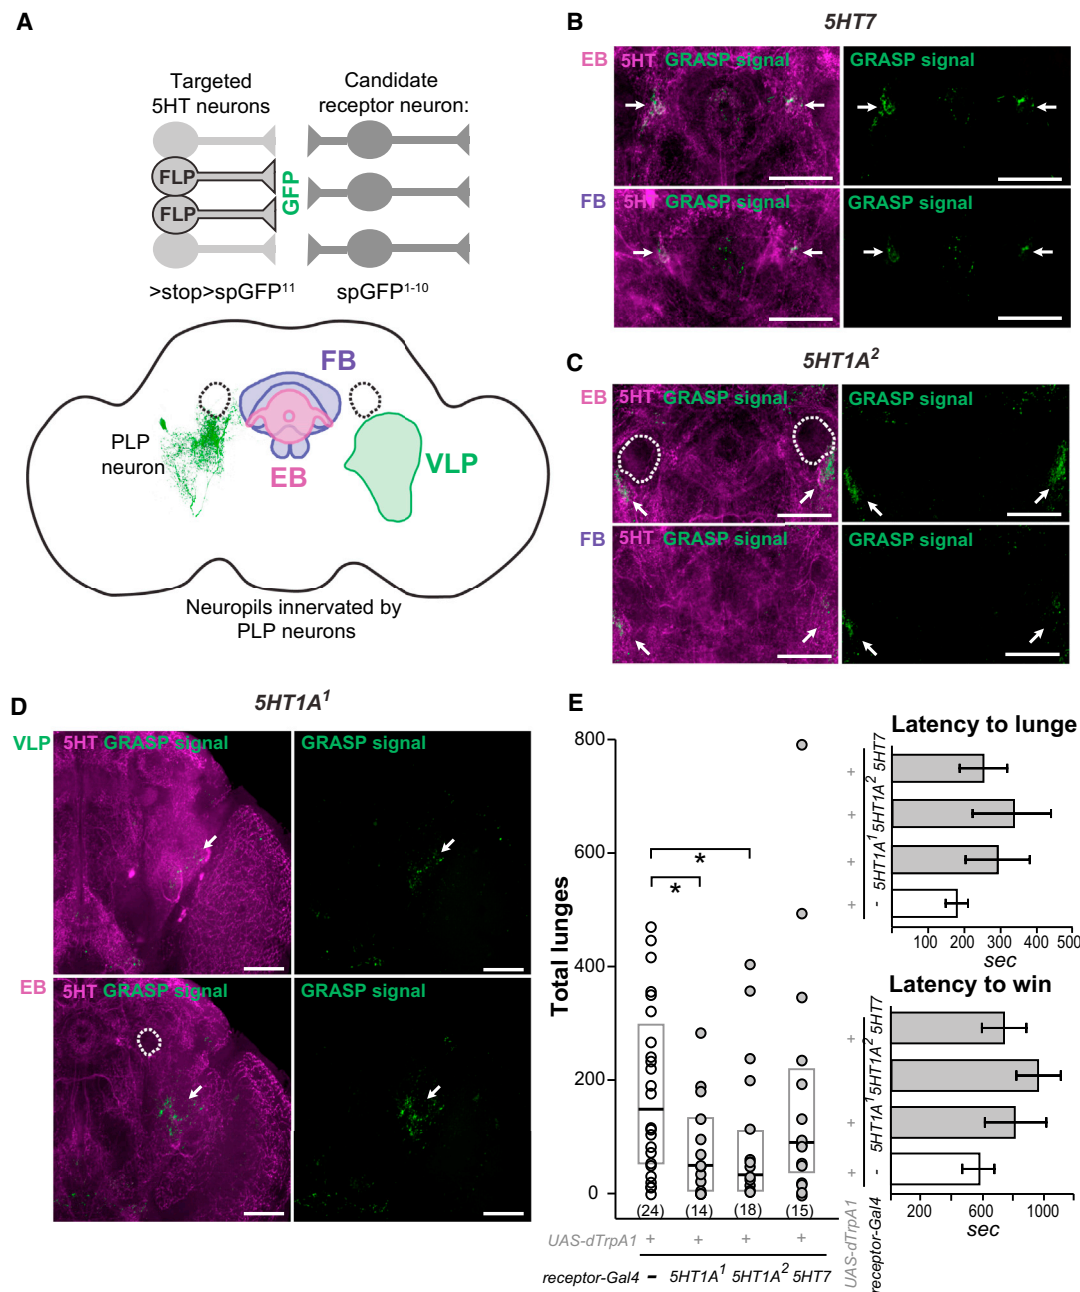 A
Targeted
5HT neurons
Candidate
receptor neuron:
FLP
FLP
GFP
>stop>spGFP11
spGFP1-10
FB
PLP
neuron
EB
VLP
Neuropils innervated by
PLP neurons
B
5HT7
EB
5HT GRASP signal
GRASP signal
FB
5HT GRASP signal
GRASP signal
C
5HT1A2
EB
5HT GRASP signal
GRASP signal
FB
5HT GRASP signal
GRASP signal
D
5HT1A1
VLP
5HT GRASP signal
GRASP signal
EB
5HT GRASP signal
GRASP signal
E
Total lunges
800
600
400
200
0
*
*
(24) (14) (18) (15)
UAS-dTrpA1 + + + +
receptor-Gal4 - 5HT1A1 5HT1A2 5HT7
Latency to lunge
+ 5HT7
+ 5HT1A2
+ 5HT1A1
+ -
100 200 300 400 500
sec
Latency to win
+ 5HT7
5HT1A2
+ 5HT1A1
+ -
200 600 1000
sec
UAS-dTrpA1
receptor-Gal4